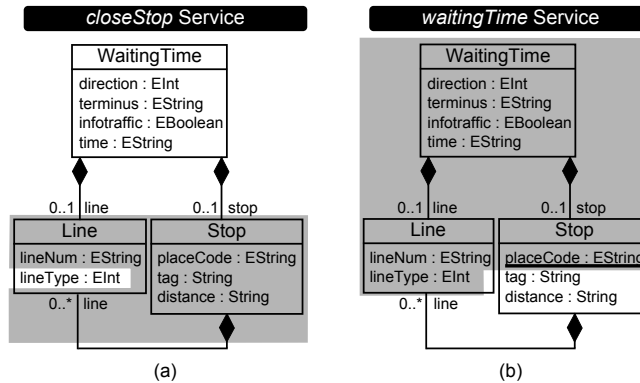 closeStop Service
WaitingTime
direction : EInt
terminus : EString
infotraffic : EBoolean
time : EString
0..1 line
0..1 stop
Line
lineNum : EString
lineType : EInt
Stop
placeCode : EString
tag : String
distance : String
0..* line
(a)
waitingTime Service
WaitingTime
direction : EInt
terminus : EString
infotraffic : EBoolean
time : EString
0..1 line
0..1 stop
Line
lineNum : EString
lineType : EInt
Stop
placeCode : EString
tag : String
distance : String
0..* line
(b)